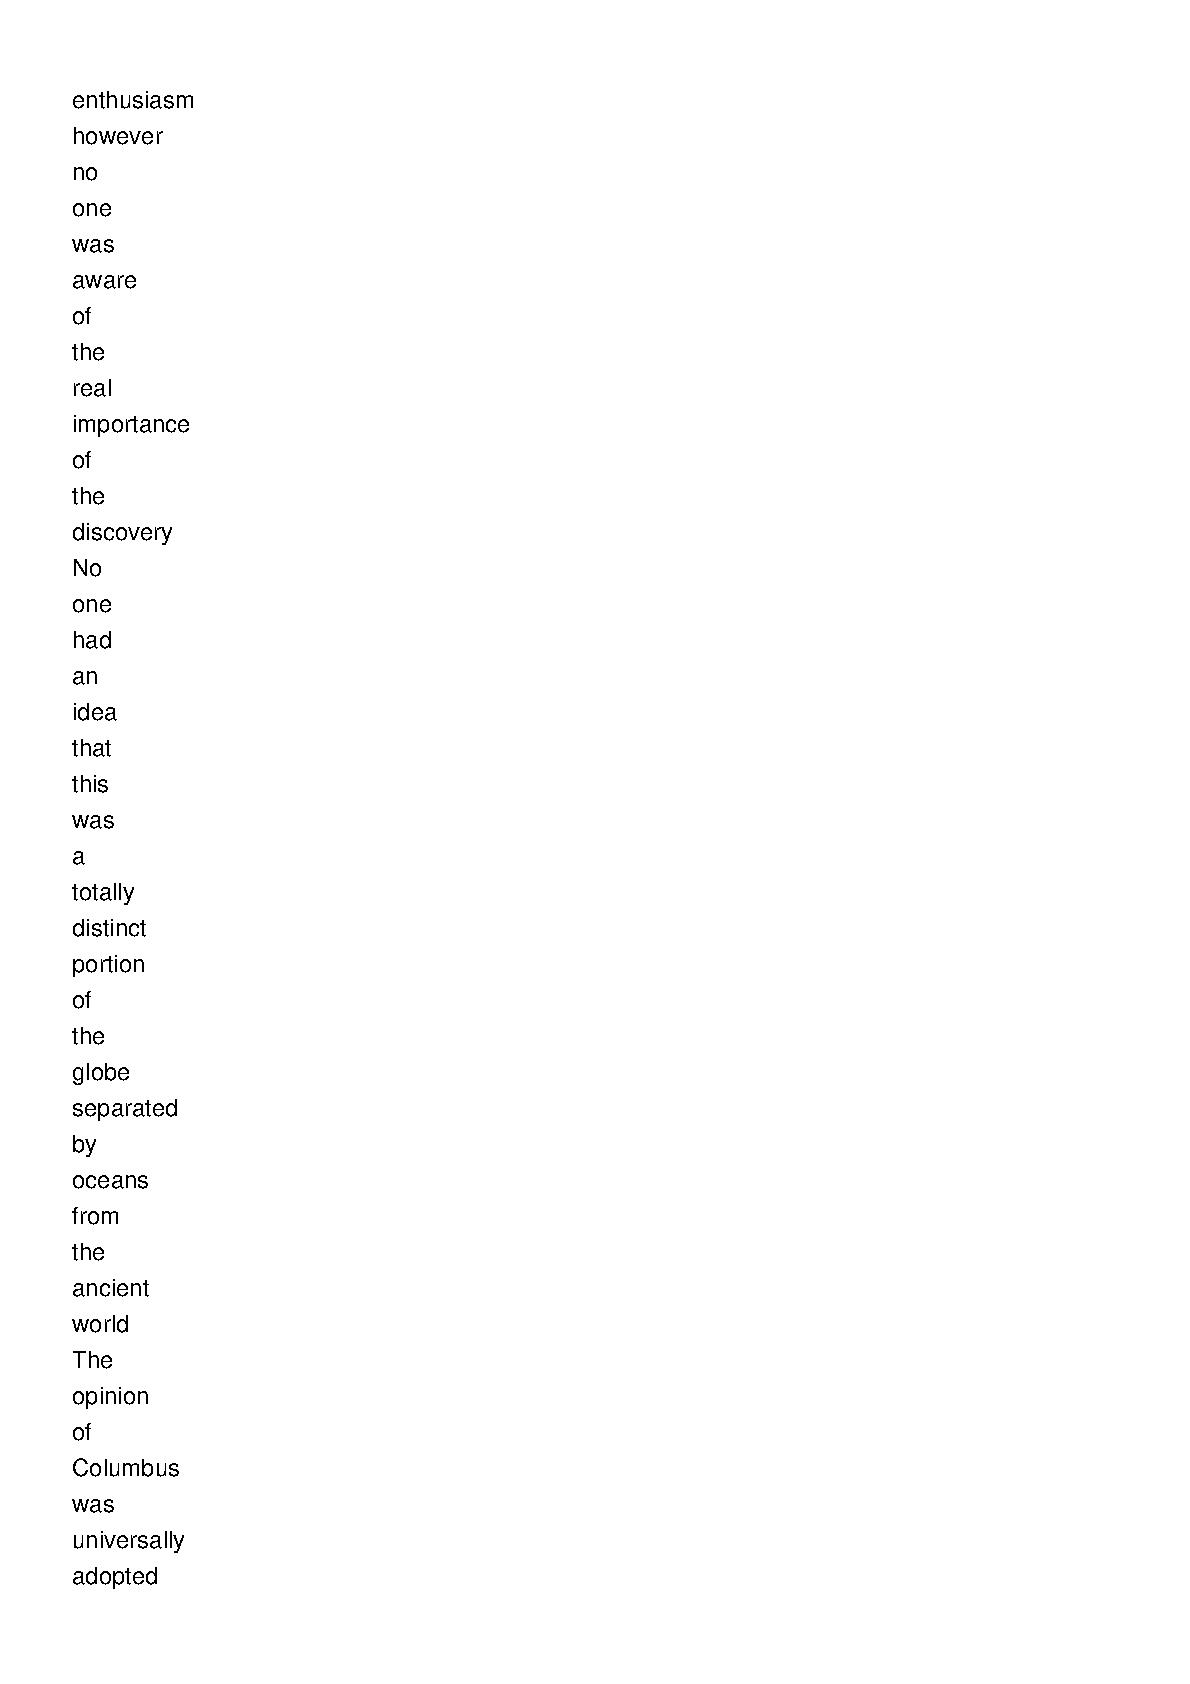 enthusiasm
however
no
one
was
aware
of
the
real
importance
of
the
discovery
No
one
had
an
idea
that
this
was
a
totally
distinct
portion
of
the
globe
separated
by
oceans
from
the
ancient
world
The
opinion
of
Columbus
was
universally
adopted